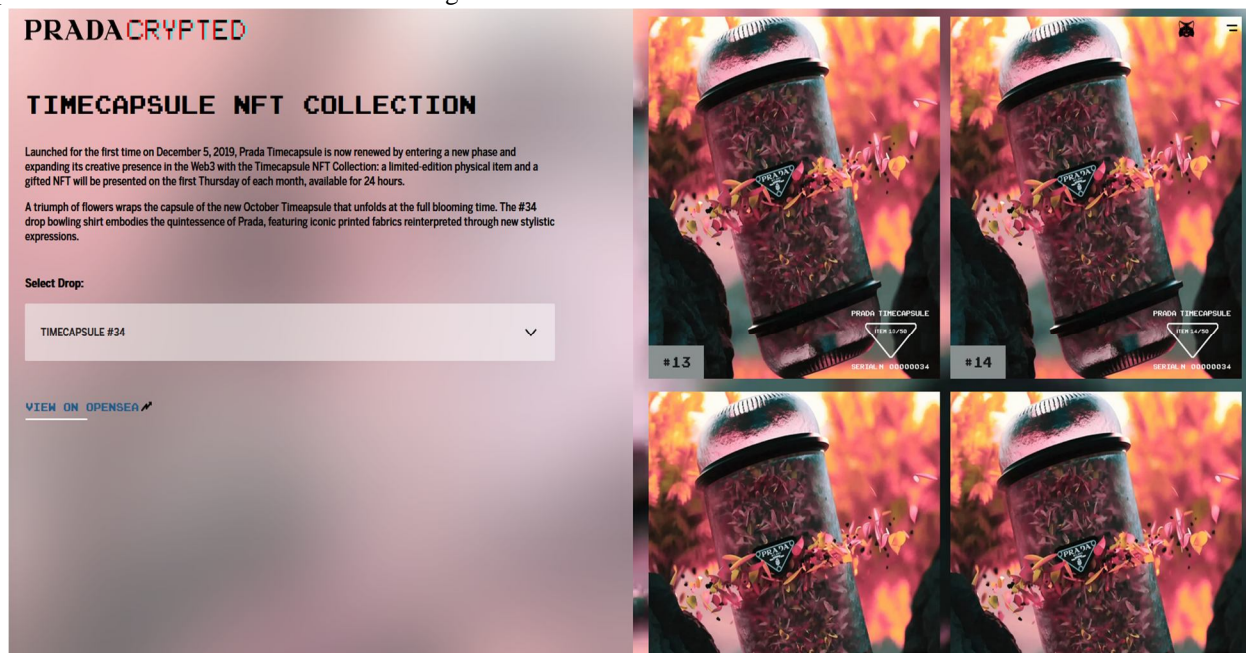 PRADA CRYPTED
TIMECAPSULE NFT COLLECTION
Launched for the first time on December 5, 2019, Prada Timecapsule is now renewed by entering a new phase and
expanding its creative presence in the Web3 with the Timecapsule NFT Collection: a limited-edition physical item and a
gifted NFT will be presented on the first Thursday of each month, available for 24 hours.
A triumph of flowers wraps the capsule of the new October Timeapsule that unfolds at the full blooming time. The #34
drop bowling shirt embodies the quintessence of Prada, featuring iconic printed fabrics reinterpreted through new stylistic
expressions.
Select Drop:
TIMECAPSULE #34
VIEW ON OPENSEA
PRADA
PRADA TIMECAPSULE
ITEM 13/50
SERIAL N 00000034
#13
PRADA
PRADA TIMECAPSULE
ITEM 14/50
SERIAL N 00000034
#14
PRADA
PRADA